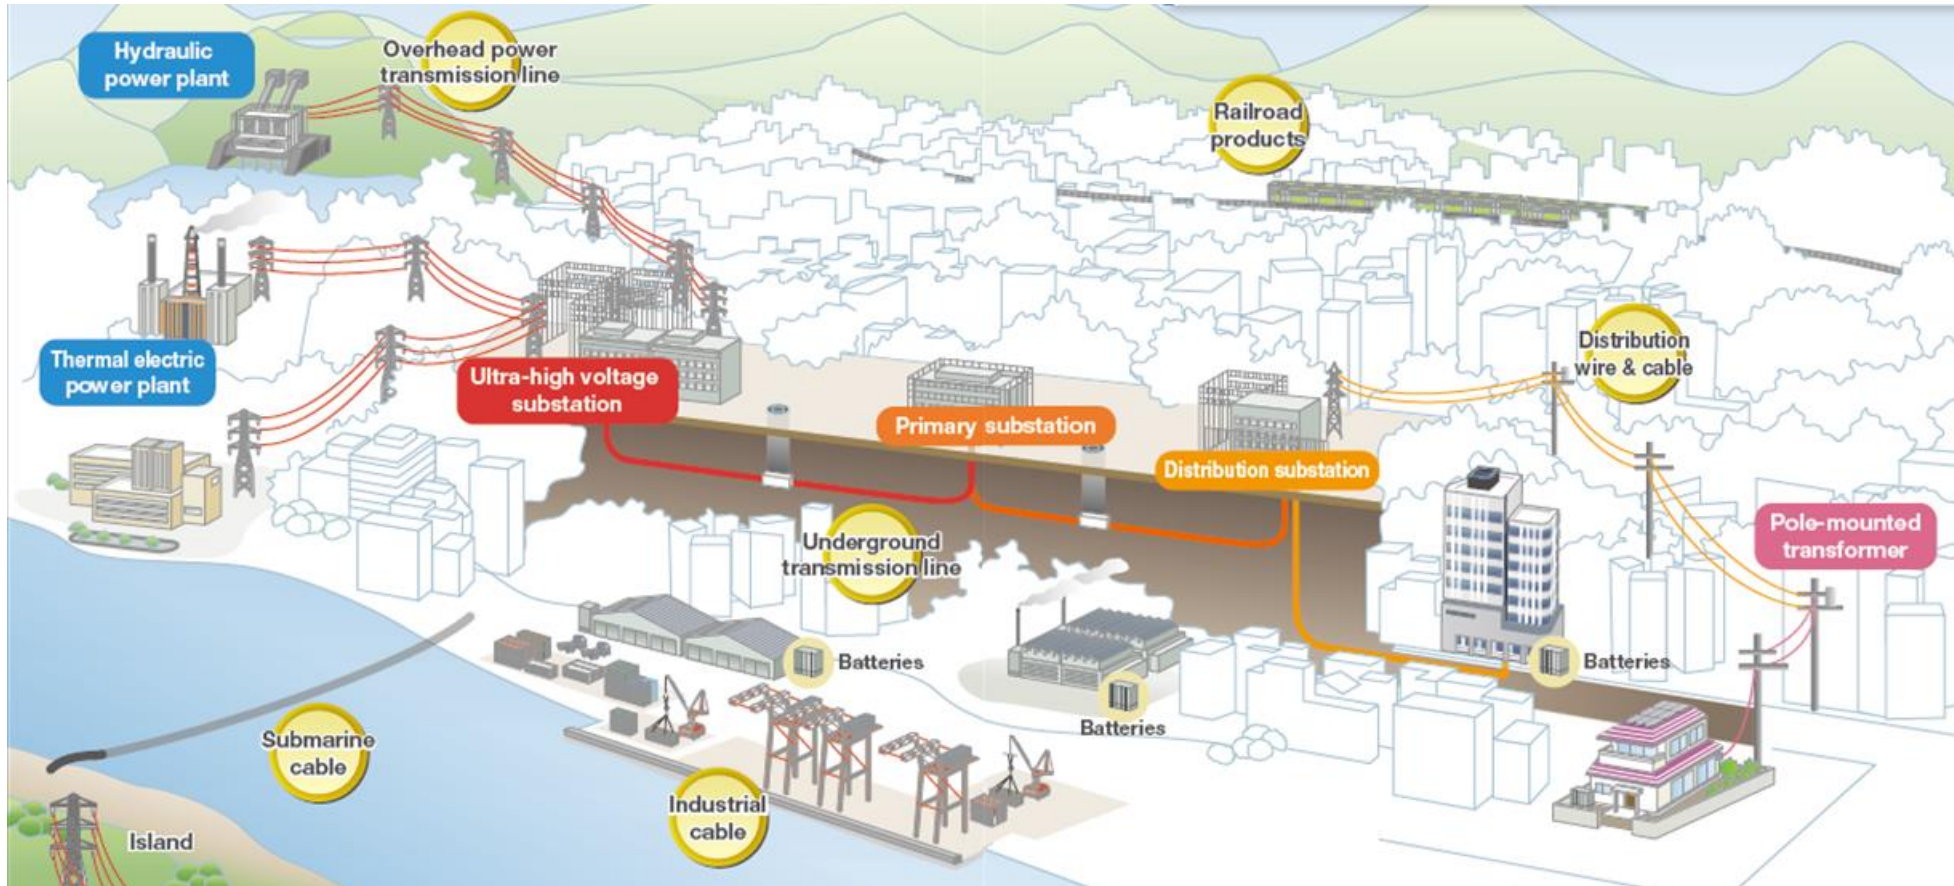 Hydraulic
power plant
Overhead power
transmission line
Railroad
products
Thermal electric
power plant
Ultra-high voltage
substation
Primary substation
Distribution substation
Distribution
wire & cable
Pole-mounted
transformer
Underground
transmission line
Batteries
Batteries
Batteries
Submarine
cable
Industrial
cable
Island